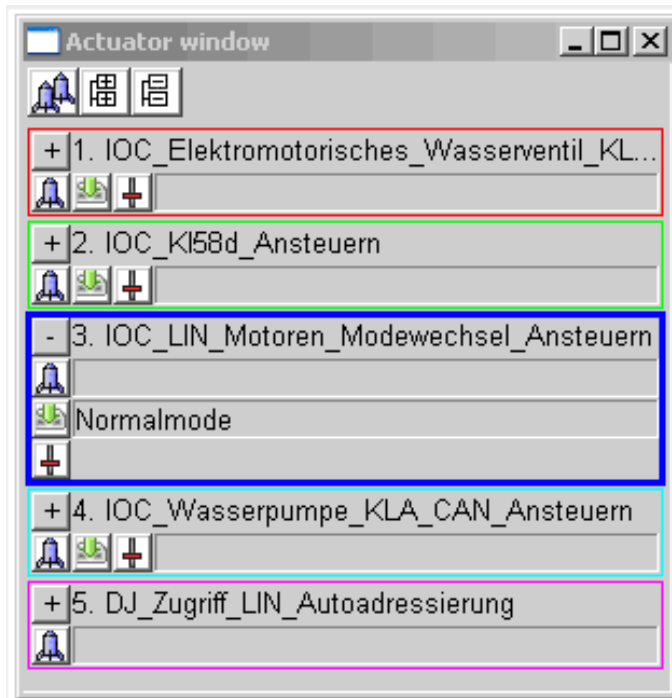 Actuator window
+ 1. IOC_Elektromotorisches_Wasserventil_KL...
+ 2. IOC_Kl58d_Ansteuern
- 3. IOC_LIN_Motoren_Modewechsel_Ansteuern
Normalmode
+ 4. IOC_Wasserpumpe_KLA_CAN_Ansteuern
+ 5. DJ_Zugriff_LIN_Autoadressierung